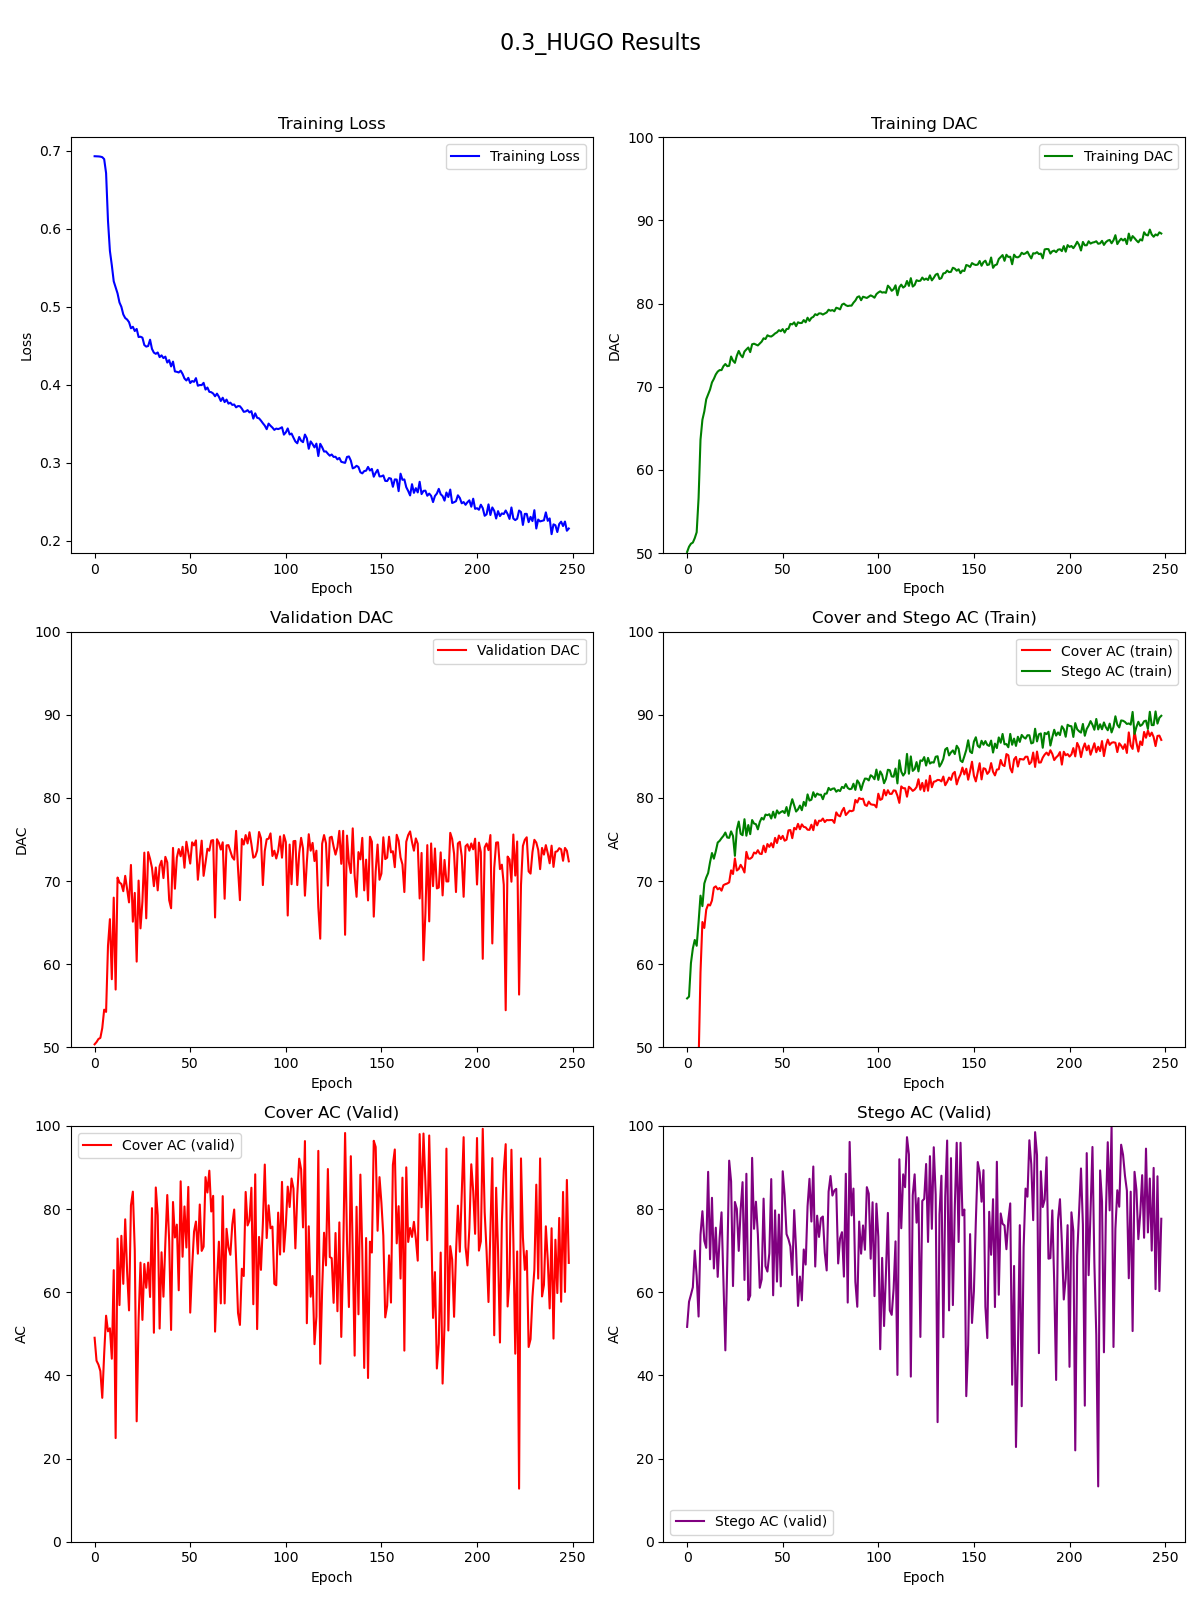 0.3_HUGO Results
Training Loss
Training Loss
0.7
0.6
0.5
0.4
0.3
0.2
Loss
0
50
100
150
200
250
Epoch
Training DAC
Training DAC
100
90
80
70
60
50
DAC
0
50
100
150
200
250
Epoch
Validation DAC
Validation DAC
100
90
80
70
60
50
DAC
0
50
100
150
200
250
Epoch
Cover and Stego AC (Train)
Cover AC (train)
Stego AC (train)
100
90
80
70
60
50
AC
0
50
100
150
200
250
Epoch
Cover AC (Valid)
Cover AC (valid)
100
80
60
40
20
0
AC
0
50
100
150
200
250
Epoch
Stego AC (Valid)
100
80
60
40
20
0
AC
Stego AC (valid)
0
50
100
150
200
250
Epoch